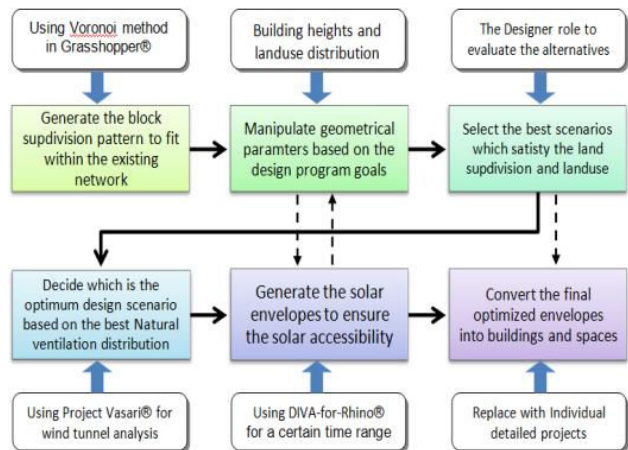 Using Voronoi method
in Grasshopper®
Building heights and
landuse distribution
The Designer role to
evaluate the alternatives
Generate the block
supdivision pattern to fit
within the existing
network
Manipulate geometrical
paramters based on the
design program goals
Select the best scenarios
which satisty the land
supdivision and landuse
Decide which is the
optimum design scenario
based on the best Natural
ventilation distribution
Generate the solar
envelopes to ensure
the solar accessibility
Convert the final
optimized envelopes
into buildings and spaces
Using Project Vasari® for
wind tunnel analysis
Using DIVA-for-Rhino®
for a certain time range
Replace with Individual
detailed projects